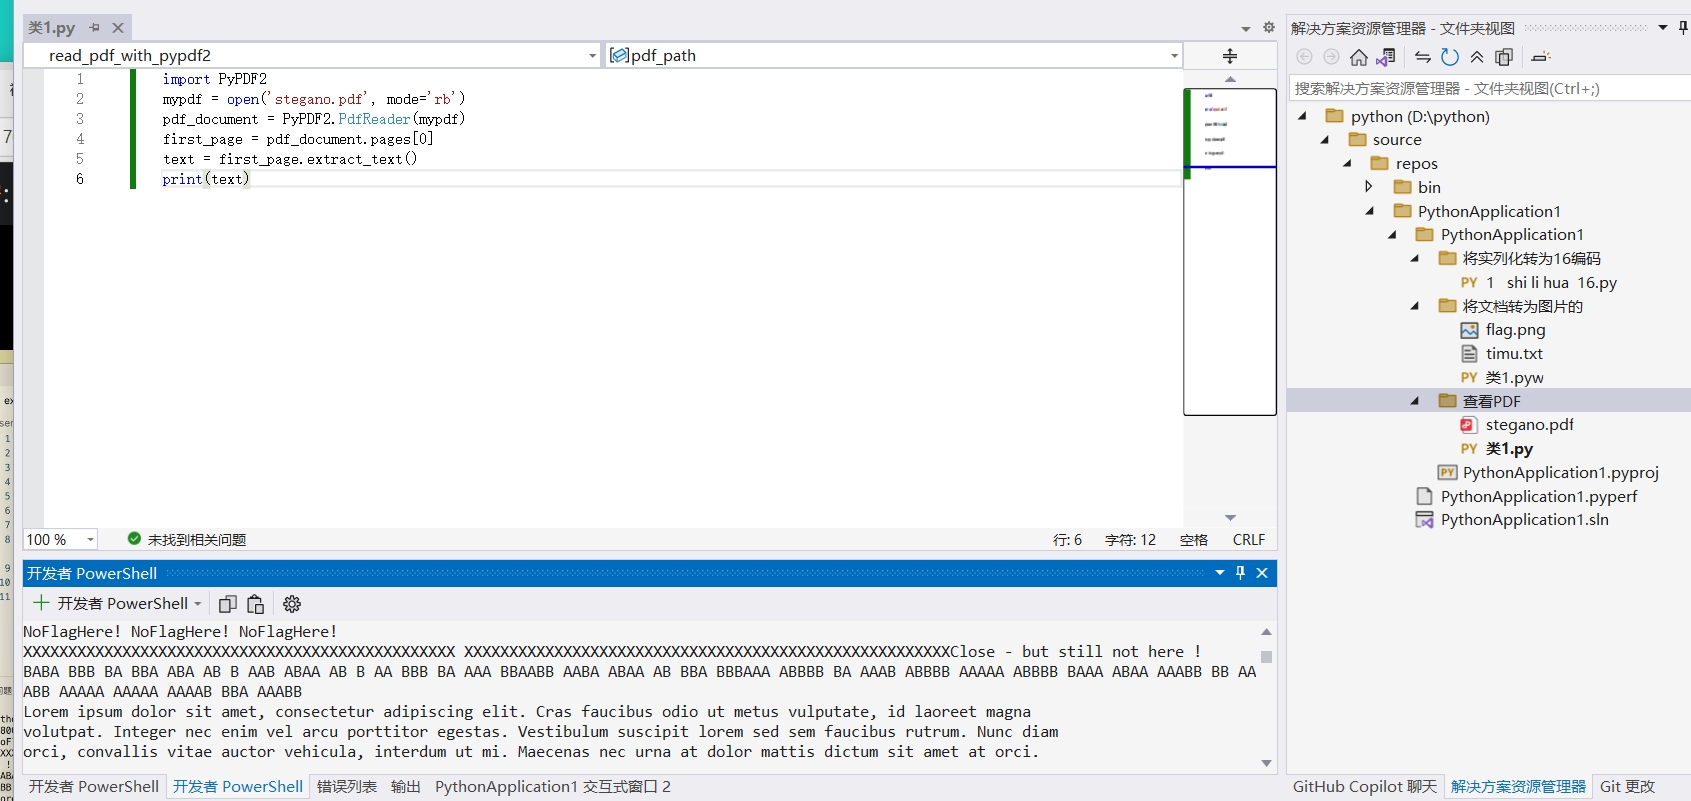 类1.py
read_pdf_with_pypdf2
pdf_path
1 import PyPDF2
2 mypdf = open('stegano.pdf', mode='rb')
3 pdf_document = PyPDF2.PdfReader(mypdf)
4 first_page = pdf_document.pages[0]
5 text = first_page.extract_text()
6 print(text)
100 %
未找到相关问题
行: 6 字符: 12 空格 CRLF
开发者 PowerShell
开发者 PowerShell
NoFlagHere! NoFlagHere! NoFlagHere!
XXXXXXXXXXXXXXXXXXXXXXXXXXXXXXXXXXXXXXXXXXXXXXXX XXXXXXXXXXXXXXXXXXXXXXXXXXXXXXXXXXXXXXXXXXXXXXXXXXXXXXClose - but still not here !
BABA BBB BA BBA ABA AB B AAB ABAA AB B AA BBB BA AAA BBAABB AABA ABAA AB BBA BBBAAA ABBBB BA AAAB ABBBB AAAAA ABBBB BAAA ABAA AAABB BB AA
ABB AAAAA AAAAA AAAAB BBA AAABB
Lorem ipsum dolor sit amet, consectetur adipiscing elit. Cras faucibus odio ut metus vulputate, id laoreet magna
volutpat. Integer nec enim vel arcu porttitor egestas. Vestibulum suscipit lorem sed sem faucibus rutrum. Nunc diam
orci, convallis vitae auctor vehicula, interdum ut mi. Maecenas nec urna at dolor mattis dictum sit amet at orci.
开发者 PowerShell 开发者 PowerShell 错误列表 输出 PythonApplication1 交互式窗口 2
解决方案资源管理器 - 文件夹视图
搜索解决方案资源管理器 - 文件夹视图(Ctrl+;)
python (D:\python)
source
repos
bin
PythonApplication1
PythonApplication1
将实列化转为16编码
PY 1 shi li hua 16.py
将文档转为图片的
flag.png
timu.txt
PY 类1.pyw
查看PDF
stegano.pdf
PY 类1.py
PY PythonApplication1.pyproj
PythonApplication1.pyperf
PythonApplication1.sln
GitHub Copilot 聊天 解决方案资源管理器 Git 更改